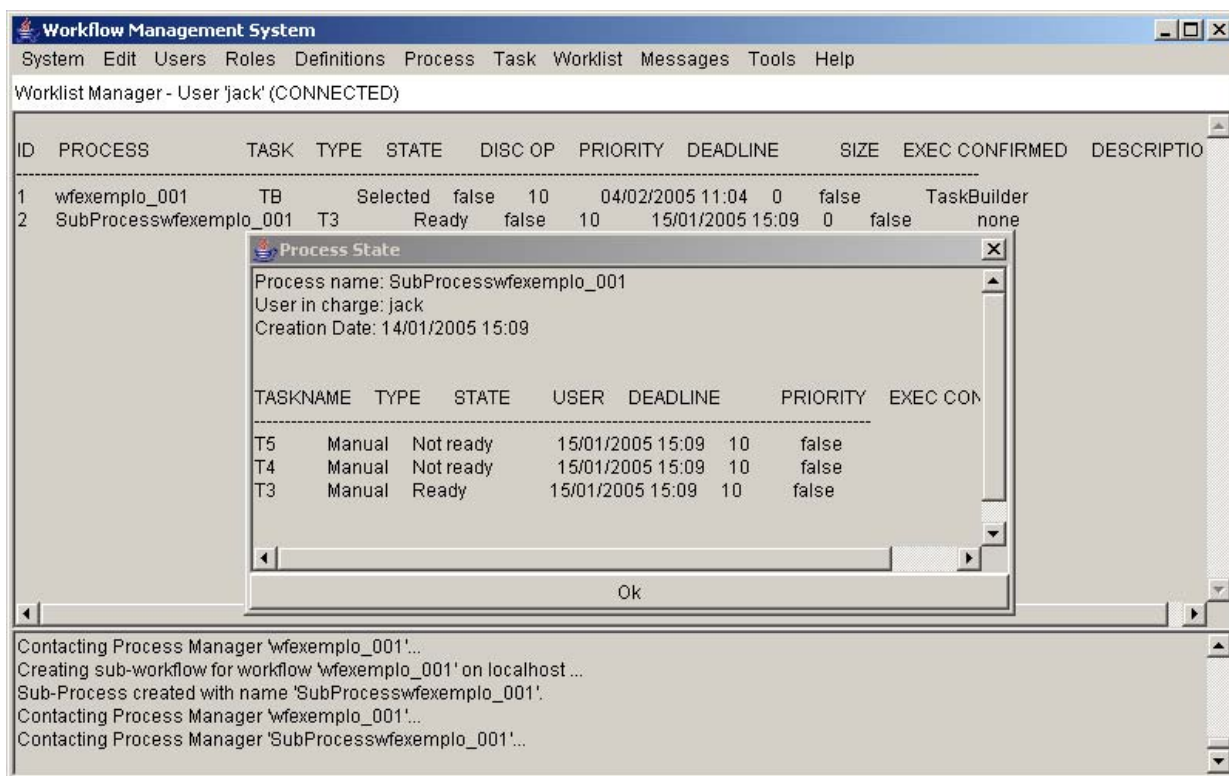 Workflow Management System
System Edit Users Roles Definitions Process Task Worklist Messages Tools Help
Worklist Manager - User 'jack' (CONNECTED)
ID PROCESS TASK TYPE STATE DISC OP PRIORITY DEADLINE SIZE EXEC CONFIRMED DESCRIPTIO
1 wfexemplo_001 TB Selected false 10 04/02/2005 11:04 0 false TaskBuilder
2 SubProcesswfexemplo_001 T3 Ready false 10 15/01/2005 15:09 0 false none
Process State
Process name: SubProcesswfexemplo_001
User in charge: jack
Creation Date: 14/01/2005 15:09
TASKNAME TYPE STATE USER DEADLINE PRIORITY EXEC CON
T5 Manual Not ready 15/01/2005 15:09 10 false
T4 Manual Not ready 15/01/2005 15:09 10 false
T3 Manual Ready 15/01/2005 15:09 10 false
Ok
Contacting Process Manager 'wfexemplo_001'...
Creating sub-workflow for workflow 'wfexemplo_001' on localhost ...
Sub-Process created with name 'SubProcesswfexemplo_001'.
Contacting Process Manager 'wfexemplo_001'...
Contacting Process Manager 'SubProcesswfexemplo_001'...